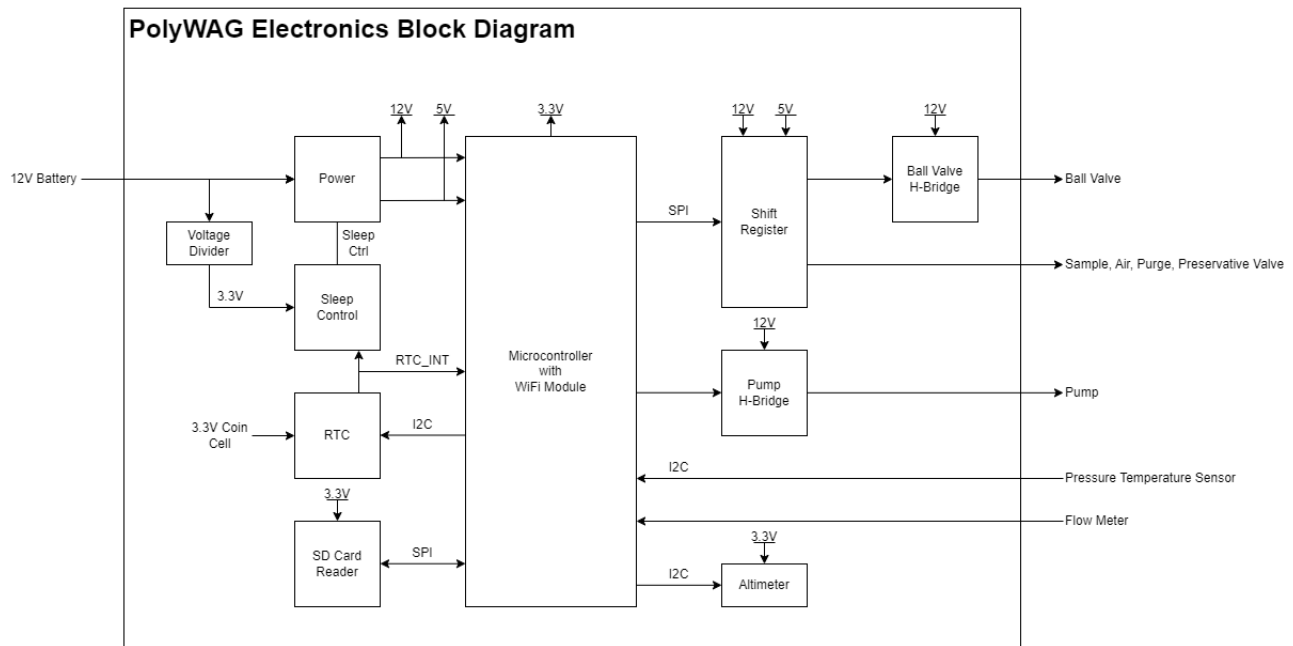 PolyWAG Electronics Block Diagram
12V
5V
3.3V
12V
5V
12V
12V Battery
Power
Ball Valve
H-Bridge
Ball Valve
SPI
Shift
Register
Voltage
Divider
Sleep
Ctrl
Sample, Air, Purge, Preservative Valve
3.3V
Sleep
Control
12V
RTC_INT
Microcontroller
with
WiFi Module
Pump
H-Bridge
Pump
3.3V Coin
Cell
RTC
I2C
I2C
Pressure Temperature Sensor
3.3V
Flow Meter
SD Card
Reader
SPI
3.3V
I2C
Altimeter